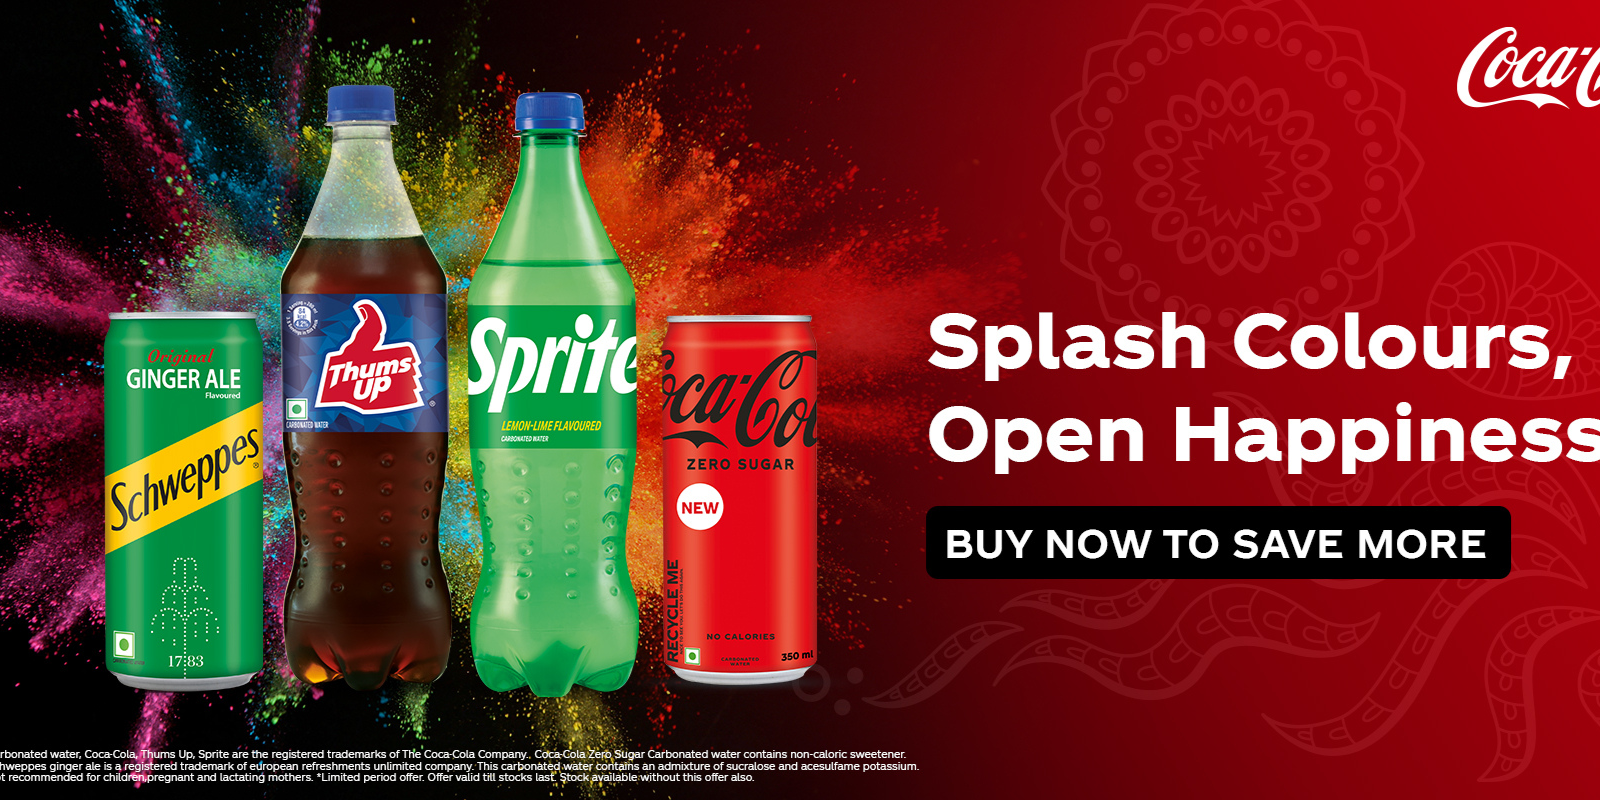 Coca-C
Original
GINGER ALE
Flavoured
Schweppes
1783
Thums
Up
CARBONATED WATER
Sprite
LEMON-LIME FLAVOURED
CARBONATED WATER
Coca-Col
ZERO SUGAR
NEW
RECYCLE ME
NO CALORIES
CARBONATED
WATER
350 ml
Splash Colours,
Open Happiness
BUY NOW TO SAVE MORE
rbonated water, Coca-Cola, Thums Up, Sprite are the registered trademarks of The Coca-Cola Company., Coca-Cola Zero Sugar Carbonated water contains non-caloric sweetener.
hweppes ginger ale is a registered trademark of european refreshments unlimited company. This carbonated water contains an admixture of sucralose and acesulfame potassium.
t recommended for children,pregnant and lactating mothers. *Limited period offer. Offer valid till stocks last. Stock available without this offer also.